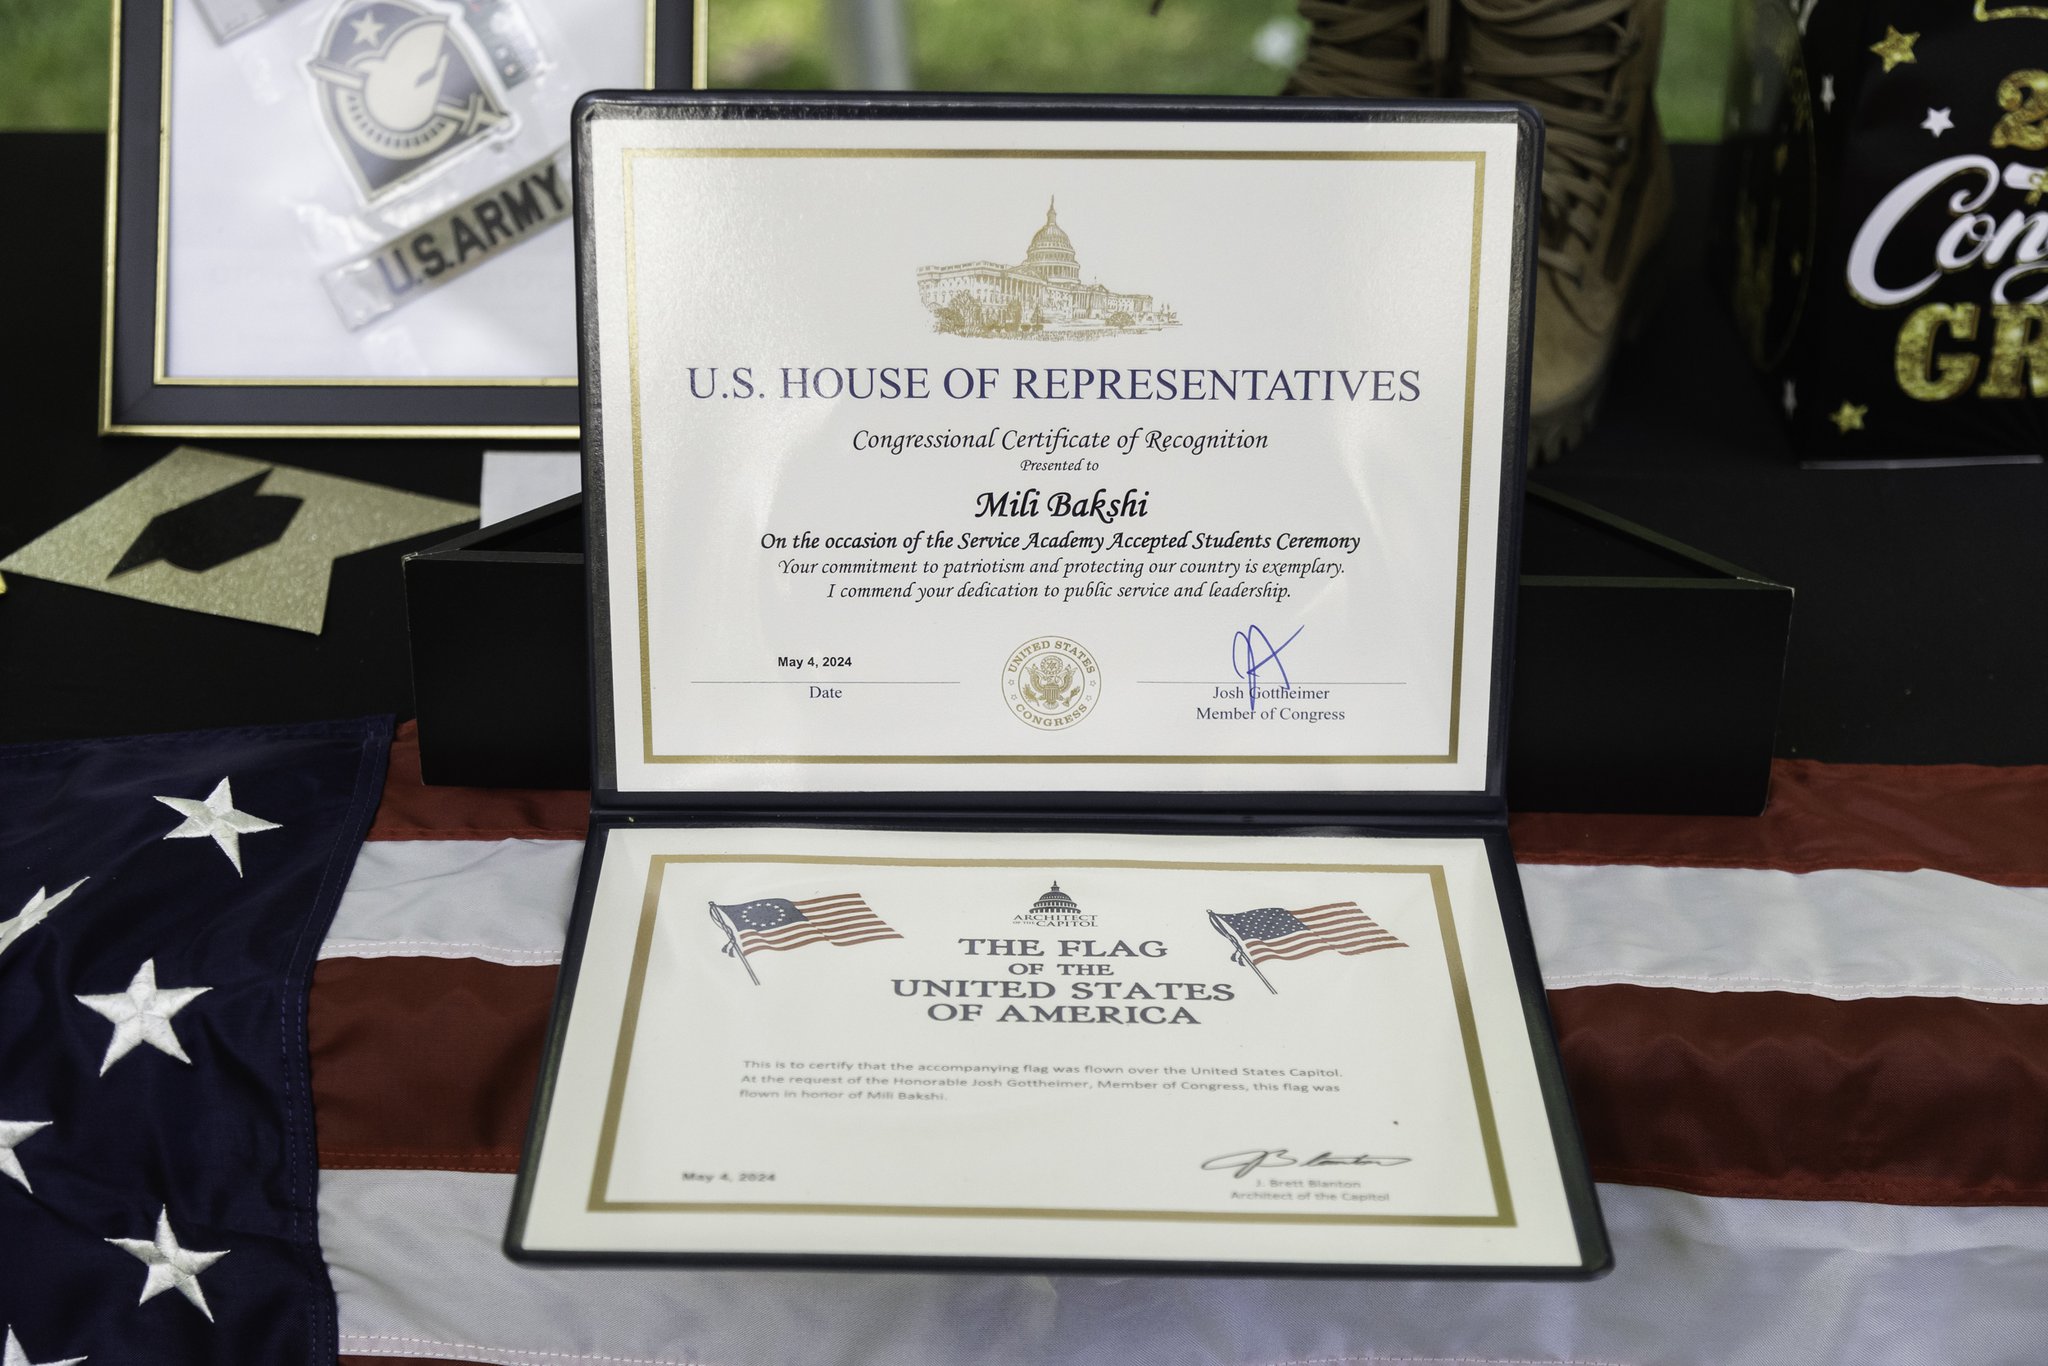 U.S. ARMY
Con
GR
U.S. HOUSE OF REPRESENTATIVES
Congressional Certificate of Recognition
Presented to
Mili Bakshi
On the occasion of the Service Academy Accepted Students Ceremony
Your commitment to patriotism and protecting our country is exemplary.
I commend your dedication to public service and leadership.
May 4, 2024
Date
UNITED STATES
CONGRESS
Josh Gottheimer
Member of Congress
ARCHITECT
OF THE CAPITOL
THE FLAG
OF THE
UNITED STATES
OF AMERICA
This is to certify that the accompanying flag was flown over the United States Capitol.
At the request of the Honorable Josh Gottheimer, Member of Congress, this flag was
flown in honor of Mili Bakshi.
May 4, 2024
J. Brett Blanton
Architect of the Capitol